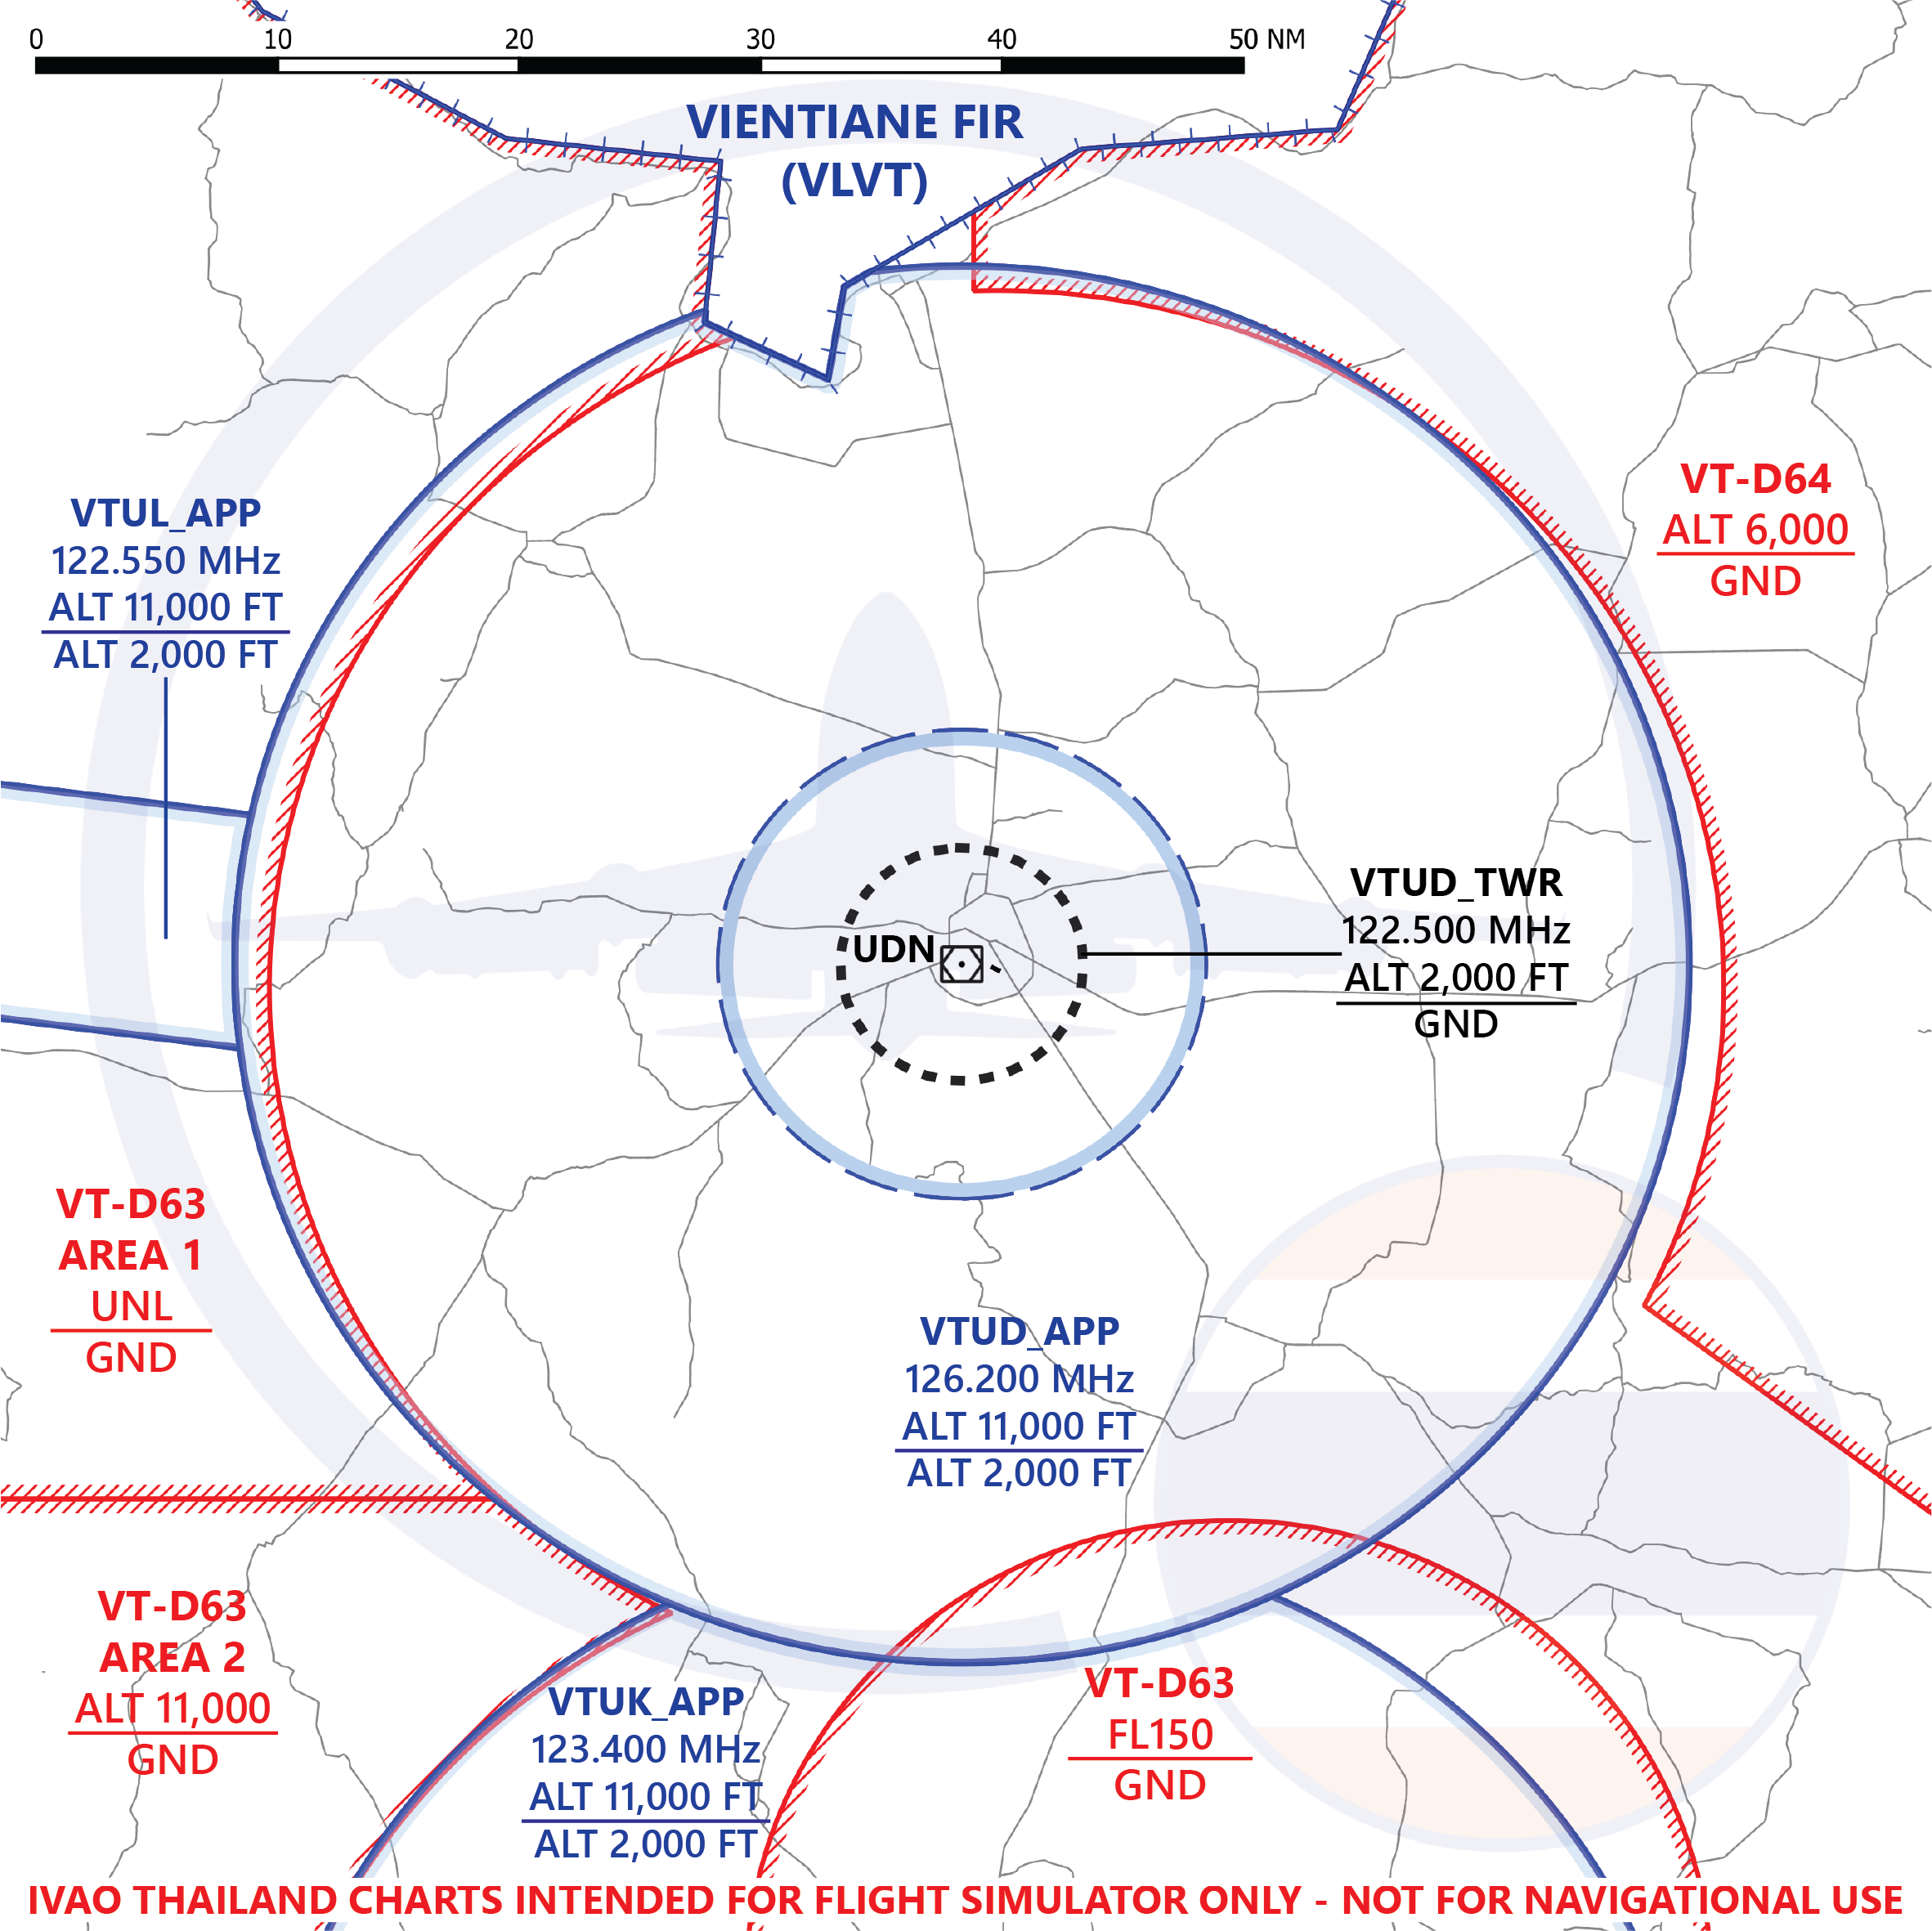 0 10 20 30 40 50 NM
VIENTIANE FIR
(VLVT)
VT-D64
ALT 6,000
GND
VTUL_APP
122.550 MHz
ALT 11,000 FT
ALT 2,000 FT
VTUD_TWR
122.500 MHz
ALT 2,000 FT
GND
UDN
VT-D63
AREA 1
UNL
GND
VTUD_APP
126.200 MHz
ALT 11,000 FT
ALT 2,000 FT
VT-D63
AREA 2
ALT 11,000
GND
VTUK_APP
123.400 MHz
ALT 11,000 FT
ALT 2,000 FT
VT-D63
FL150
GND
IVAO THAILAND CHARTS INTENDED FOR FLIGHT SIMULATOR ONLY - NOT FOR NAVIGATIONAL USE